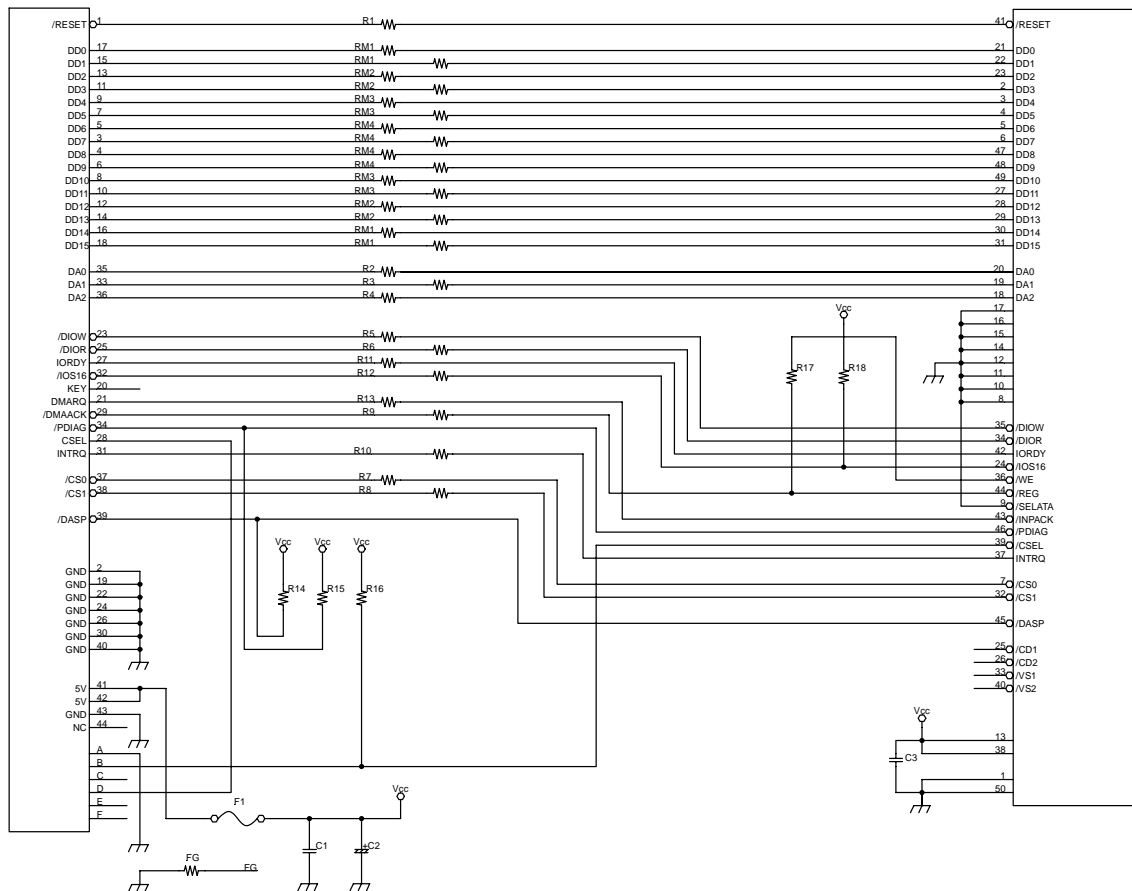 /RESET 1 R1 41 /RESET
DD0 17 RM1 21 DD0
DD1 15 RM1 22 DD1
DD2 13 RM2 23 DD2
DD3 11 RM2 2 DD3
DD4 9 RM3 3 DD4
DD5 7 RM3 4 DD5
DD6 5 RM4 5 DD6
DD7 3 RM4 6 DD7
DD8 4 RM4 47 DD8
DD9 6 RM4 48 DD9
DD10 8 RM3 49 DD10
DD11 10 RM3 27 DD11
DD12 12 RM2 28 DD12
DD13 14 RM2 29 DD13
DD14 16 RM1 30 DD14
DD15 18 RM1 31 DD15
DA0 35 R2 20 DA0
DA1 33 R3 19 DA1
DA2 36 R4 18 DA2
17
Vcc
16
/DIOW 23 R5 15
/DIOR 25 R6 14
IORDY 27 R11 12
/IOS16 32 R12 R17 R18 11
KEY 20 10
DMARQ 21 R13 8
/DMAACK 29 R9
/PDIAG 34 35 /DIOW
CSEL 28 34 /DIOR
INTRQ 31 R10 42 IORDY
24 /IOS16
/CS0 37 R7 36 /WE
/CS1 38 R8 44 /REG
9 /SELATA
/DASP 39 43 /INPACK
46 /PDIAG
Vcc Vcc Vcc 39 /CSEL
37 INTRQ
GND 2
GND 19 R14 R15 R16 7 /CS0
GND 22 32 /CS1
GND 24
GND 26 45 /DASP
GND 30
GND 40 25 /CD1
26 /CD2
33 /VS1
5V 41 40 /VS2
5V 42
GND 43 Vcc
NC 44
13
A 38
B C3
C 1
D 50
E F1 Vcc
F
C1 +C2
FG FG